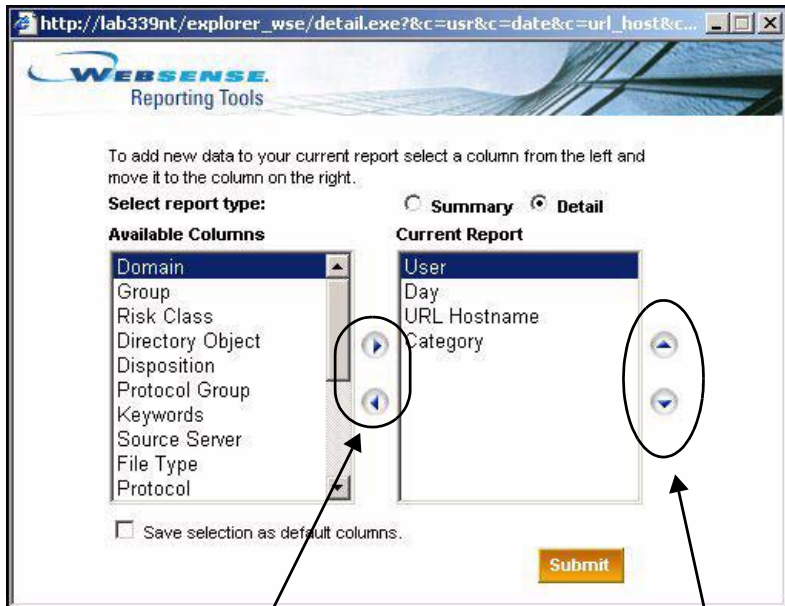 http://lab339nt/explorer_wse/detail.exe?&c=usr&c=date&c=url_host&c...
WEBSENSE.
Reporting Tools
To add new data to your current report select a column from the left and
move it to the column on the right.
Select report type: Summary Detail
Available Columns Current Report
Domain
Group
Risk Class
Directory Object
Disposition
Protocol Group
Keywords
Source Server
File Type
Protocol
User
Day
URL Hostname
Category
Save selection as default columns.
Submit